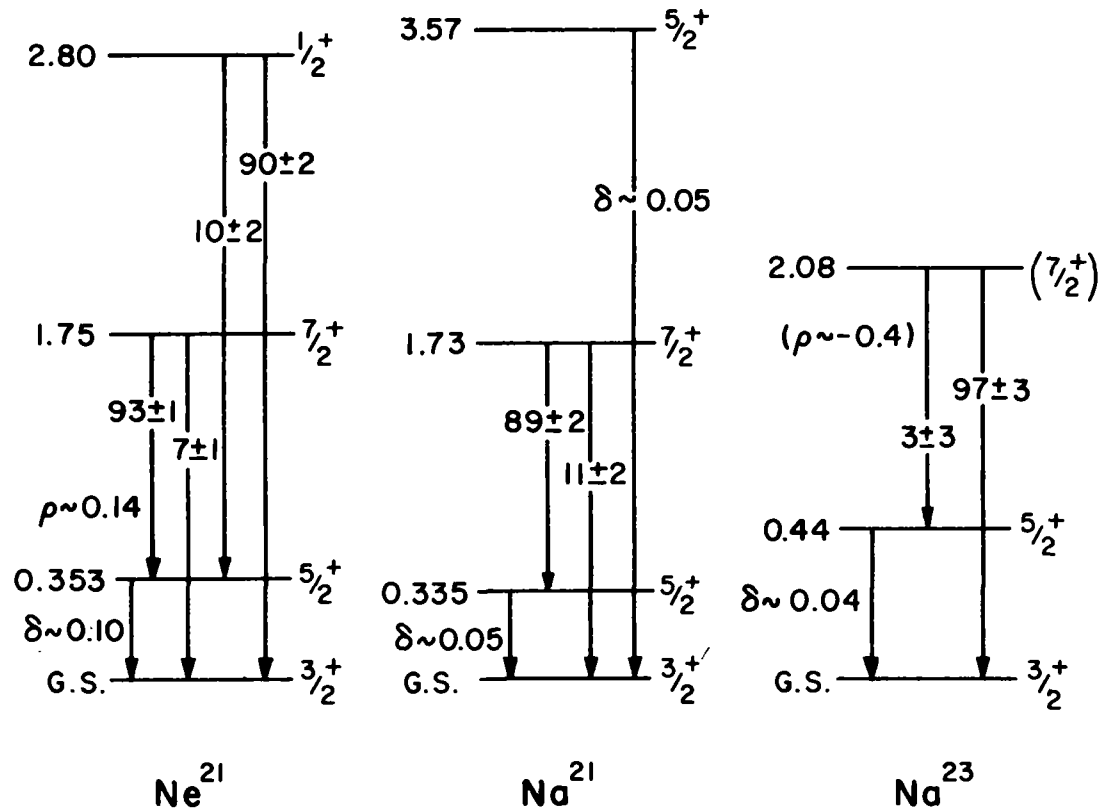 2.80 1/2+
90±2
10±2
1.75 7/2+
93±1
7±1
ρ~0.14
0.353 5/2+
δ~0.10
G.S. 3/2+
Ne21
3.57 5/2+
δ~0.05
1.73 7/2+
89±2
11±2
0.335 5/2+
δ~0.05
G.S. 3/2+
Na21
2.08 (7/2+)
(ρ~-0.4)
97±3
3±3
0.44 5/2+
δ~0.04
G.S. 3/2+
Na23